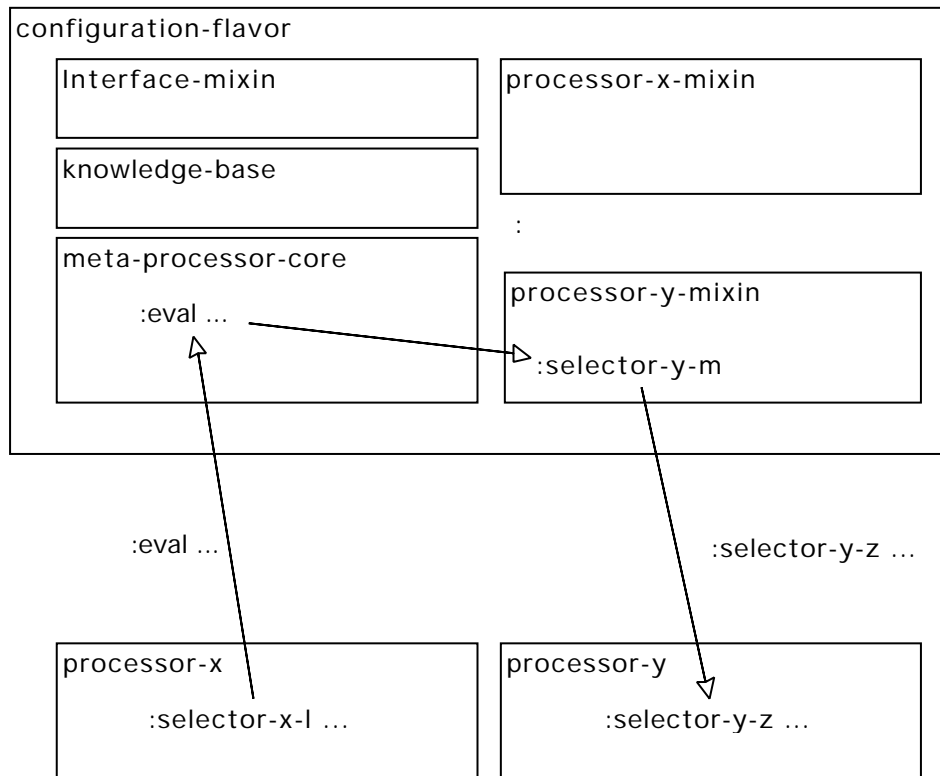 configuration-flavor
Interface-mixin
processor-x-mixin
knowledge-base
:
meta-processor-core
processor-y-mixin
:eval ...
:selector-y-m
:eval ...
:selector-y-z ...
processor-x
processor-y
:selector-x-l ...
:selector-y-z ...